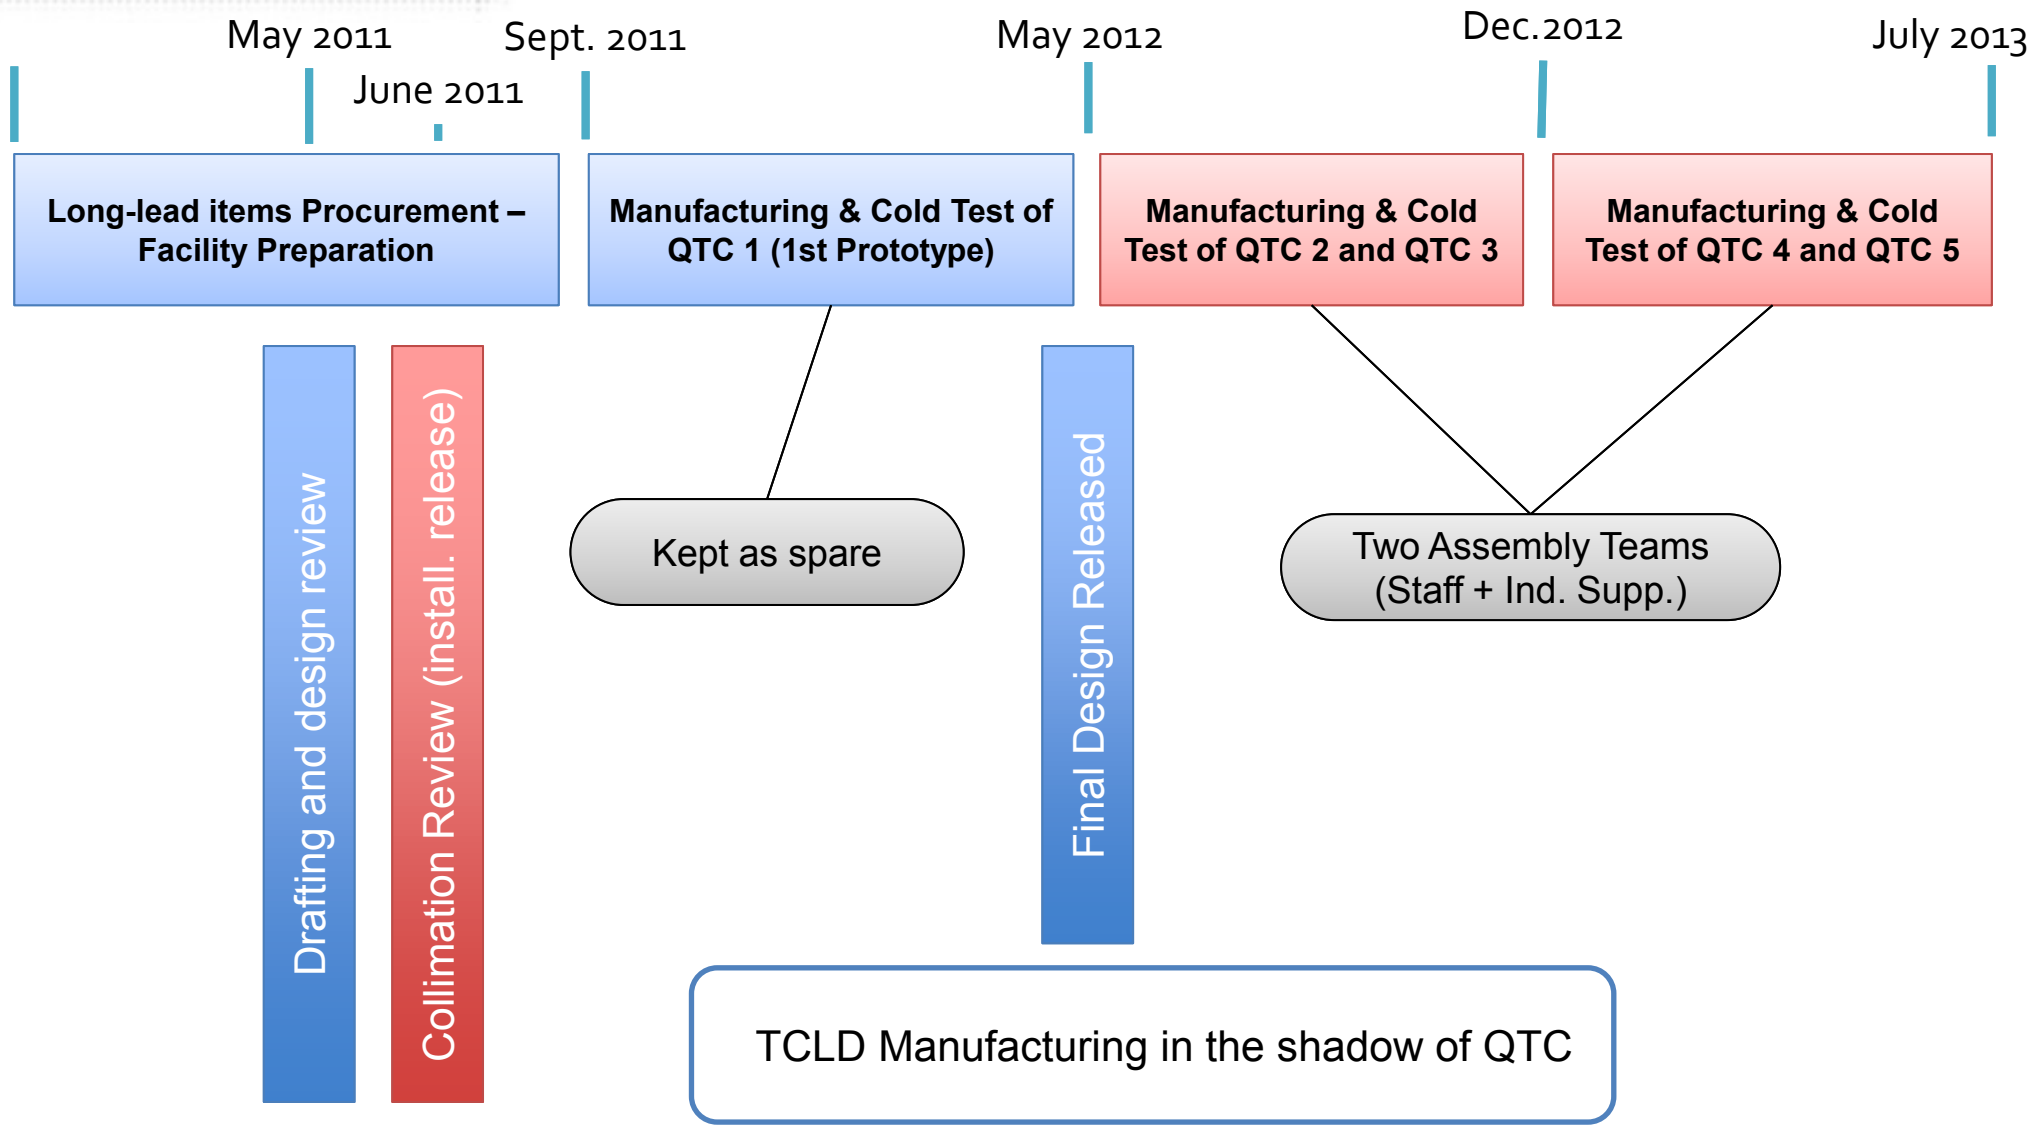 May 2011
June 2011
Sept. 2011
May 2012
Dec.2012
July 2013
Long-lead items Procurement –
Facility Preparation
Manufacturing & Cold Test of
QTC 1 (1st Prototype)
Manufacturing & Cold
Test of QTC 2 and QTC 3
Manufacturing & Cold
Test of QTC 4 and QTC 5
Drafting and design review
Collimation Review (install. release)
Kept as spare
Final Design Released
Two Assembly Teams
(Staff + Ind. Supp.)
TCLD Manufacturing in the shadow of QTC